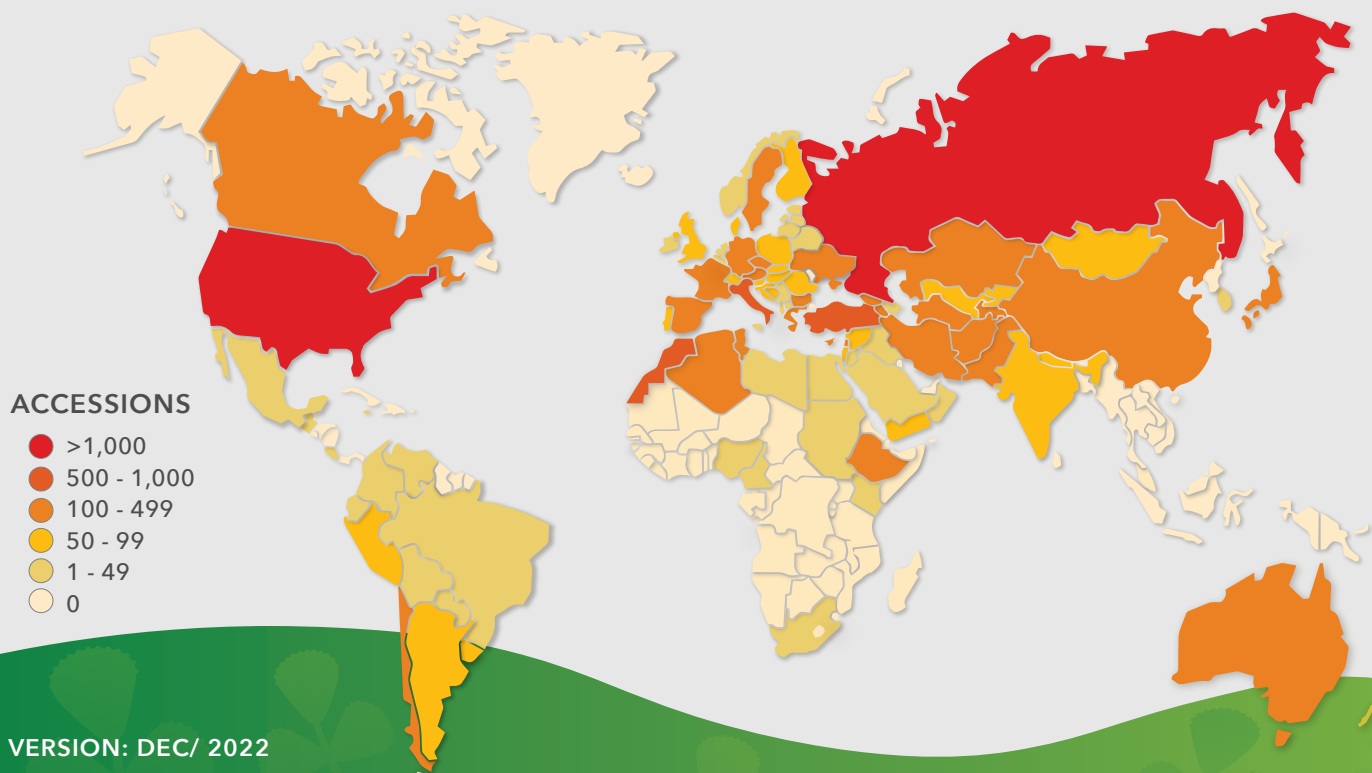 ACCESSIONS
>1,000
500 - 1,000
100 - 499
50 - 99
1 - 49
0
VERSION: DEC/ 2022